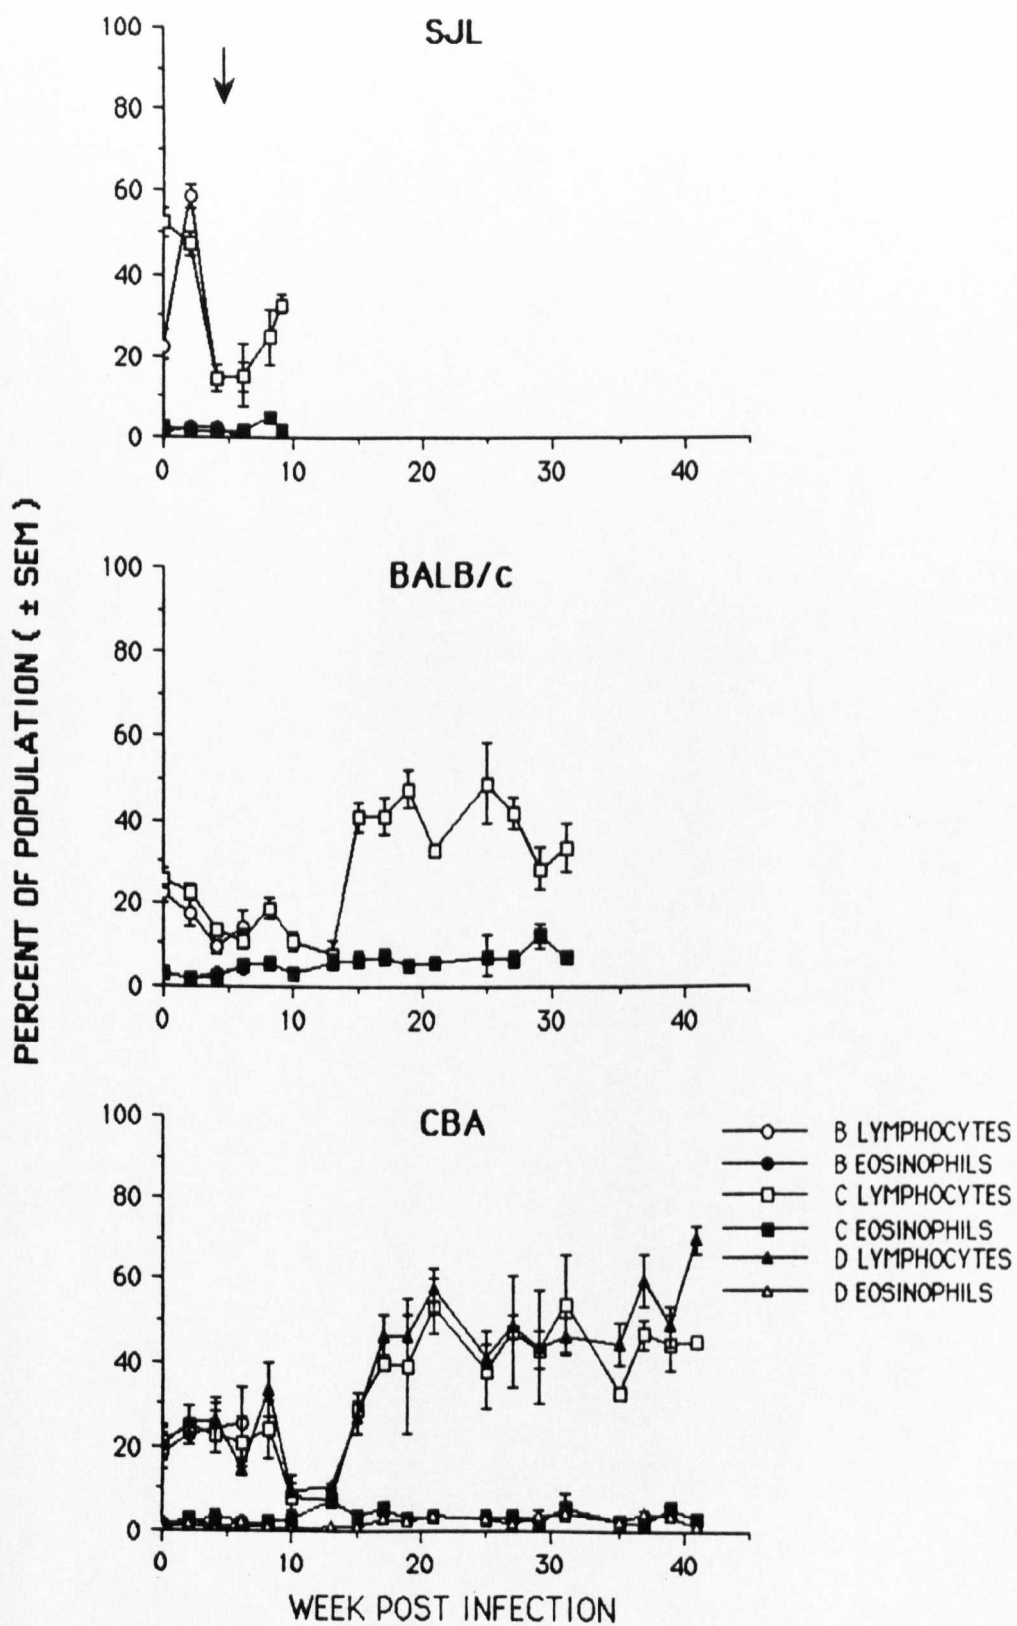 SJL
100
80
60
40
20
0
0 10 20 30 40
BALB/c
100
80
60
40
20
0
0 10 20 30 40
PERCENT OF POPULATION ( ± SEM )
CBA
100
80
60
40
20
0
0 10 20 30 40
B LYMPHOCYTES
B EOSINOPHILS
C LYMPHOCYTES
C EOSINOPHILS
D LYMPHOCYTES
D EOSINOPHILS
WEEK POST INFECTION